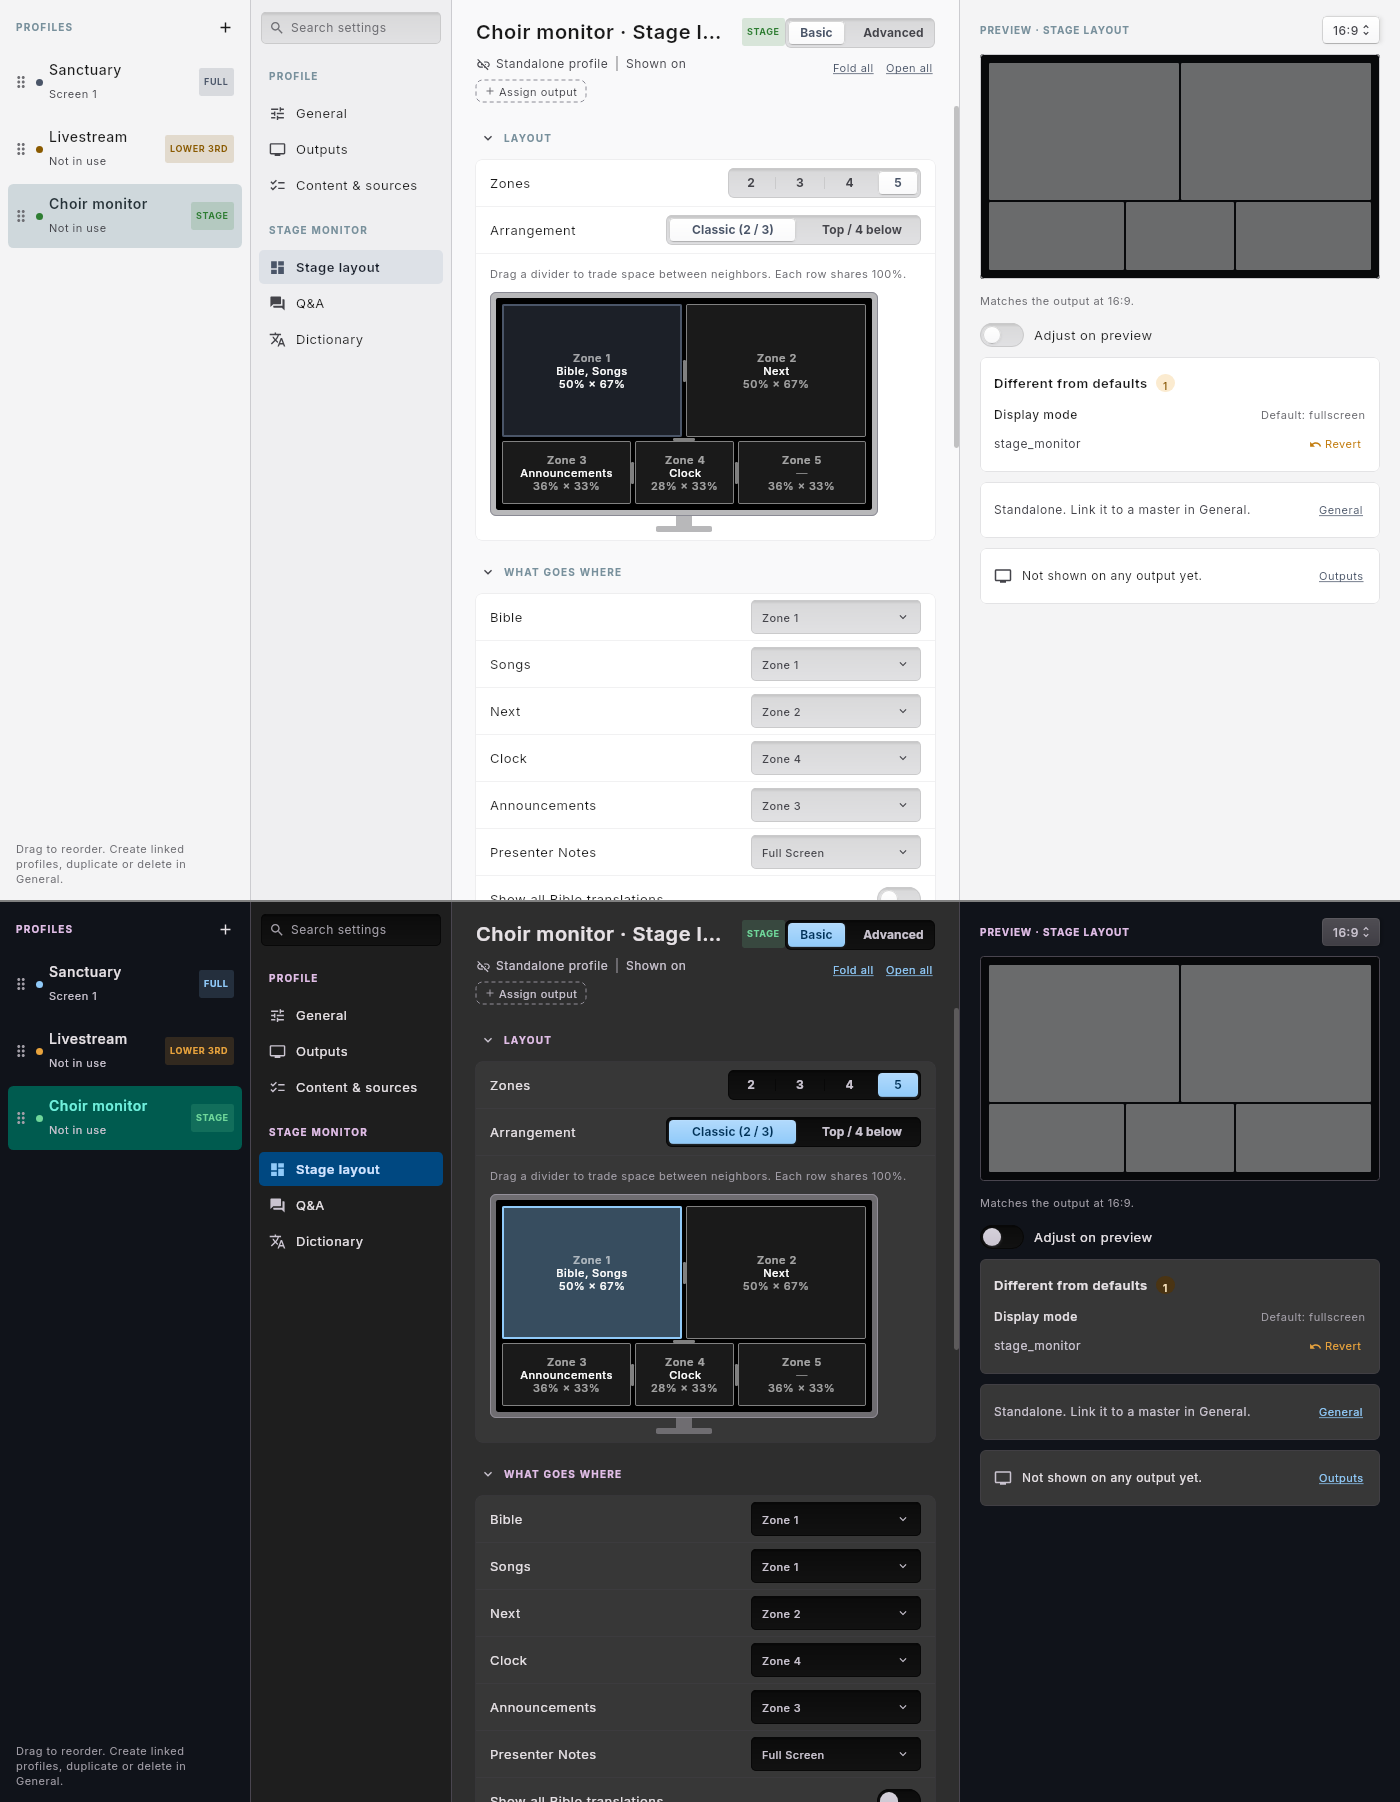 PROFILES
Sanctuary
Screen 1
FULL
Livestream
Not in use
LOWER 3RD
Choir monitor
Not in use
STAGE
Drag to reorder. Create linked
profiles, duplicate or delete in
General.
Search settings
PROFILE
General
Outputs
Content & sources
STAGE MONITOR
Stage layout
Q&A
Dictionary
Choir monitor · Stage l...
STAGE
Basic
Advanced
Standalone profile | Shown on
Fold all
Open all
+ Assign output
LAYOUT
Zones
2
3
4
5
Arrangement
Classic (2 / 3)
Top / 4 below
Drag a divider to trade space between neighbors. Each row shares 100%.
Zone 1
Bible, Songs
50% × 67%
Zone 2
Next
50% × 67%
Zone 3
Announcements
36% × 33%
Zone 4
Clock
28% × 33%
Zone 5
—
36% × 33%
WHAT GOES WHERE
Bible
Zone 1
Songs
Zone 1
Next
Zone 2
Clock
Zone 4
Announcements
Zone 3
Presenter Notes
Full Screen
Show all Bible translations
PREVIEW · STAGE LAYOUT
16:9
Matches the output at 16:9.
Adjust on preview
Different from defaults 1
Display mode
Default: fullscreen
stage_monitor
Revert
Standalone. Link it to a master in General.
General
Not shown on any output yet.
Outputs
PROFILES
Sanctuary
Screen 1
FULL
Livestream
Not in use
LOWER 3RD
Choir monitor
Not in use
STAGE
Drag to reorder. Create linked
profiles, duplicate or delete in
General.
Search settings
PROFILE
General
Outputs
Content & sources
STAGE MONITOR
Stage layout
Q&A
Dictionary
Choir monitor · Stage l...
STAGE
Basic
Advanced
Standalone profile | Shown on
Fold all
Open all
+ Assign output
LAYOUT
Zones
2
3
4
5
Arrangement
Classic (2 / 3)
Top / 4 below
Drag a divider to trade space between neighbors. Each row shares 100%.
Zone 1
Bible, Songs
50% × 67%
Zone 2
Next
50% × 67%
Zone 3
Announcements
36% × 33%
Zone 4
Clock
28% × 33%
Zone 5
—
36% × 33%
WHAT GOES WHERE
Bible
Zone 1
Songs
Zone 1
Next
Zone 2
Clock
Zone 4
Announcements
Zone 3
Presenter Notes
Full Screen
Show all Bible translations
PREVIEW · STAGE LAYOUT
16:9
Matches the output at 16:9.
Adjust on preview
Different from defaults 1
Display mode
Default: fullscreen
stage_monitor
Revert
Standalone. Link it to a master in General.
General
Not shown on any output yet.
Outputs